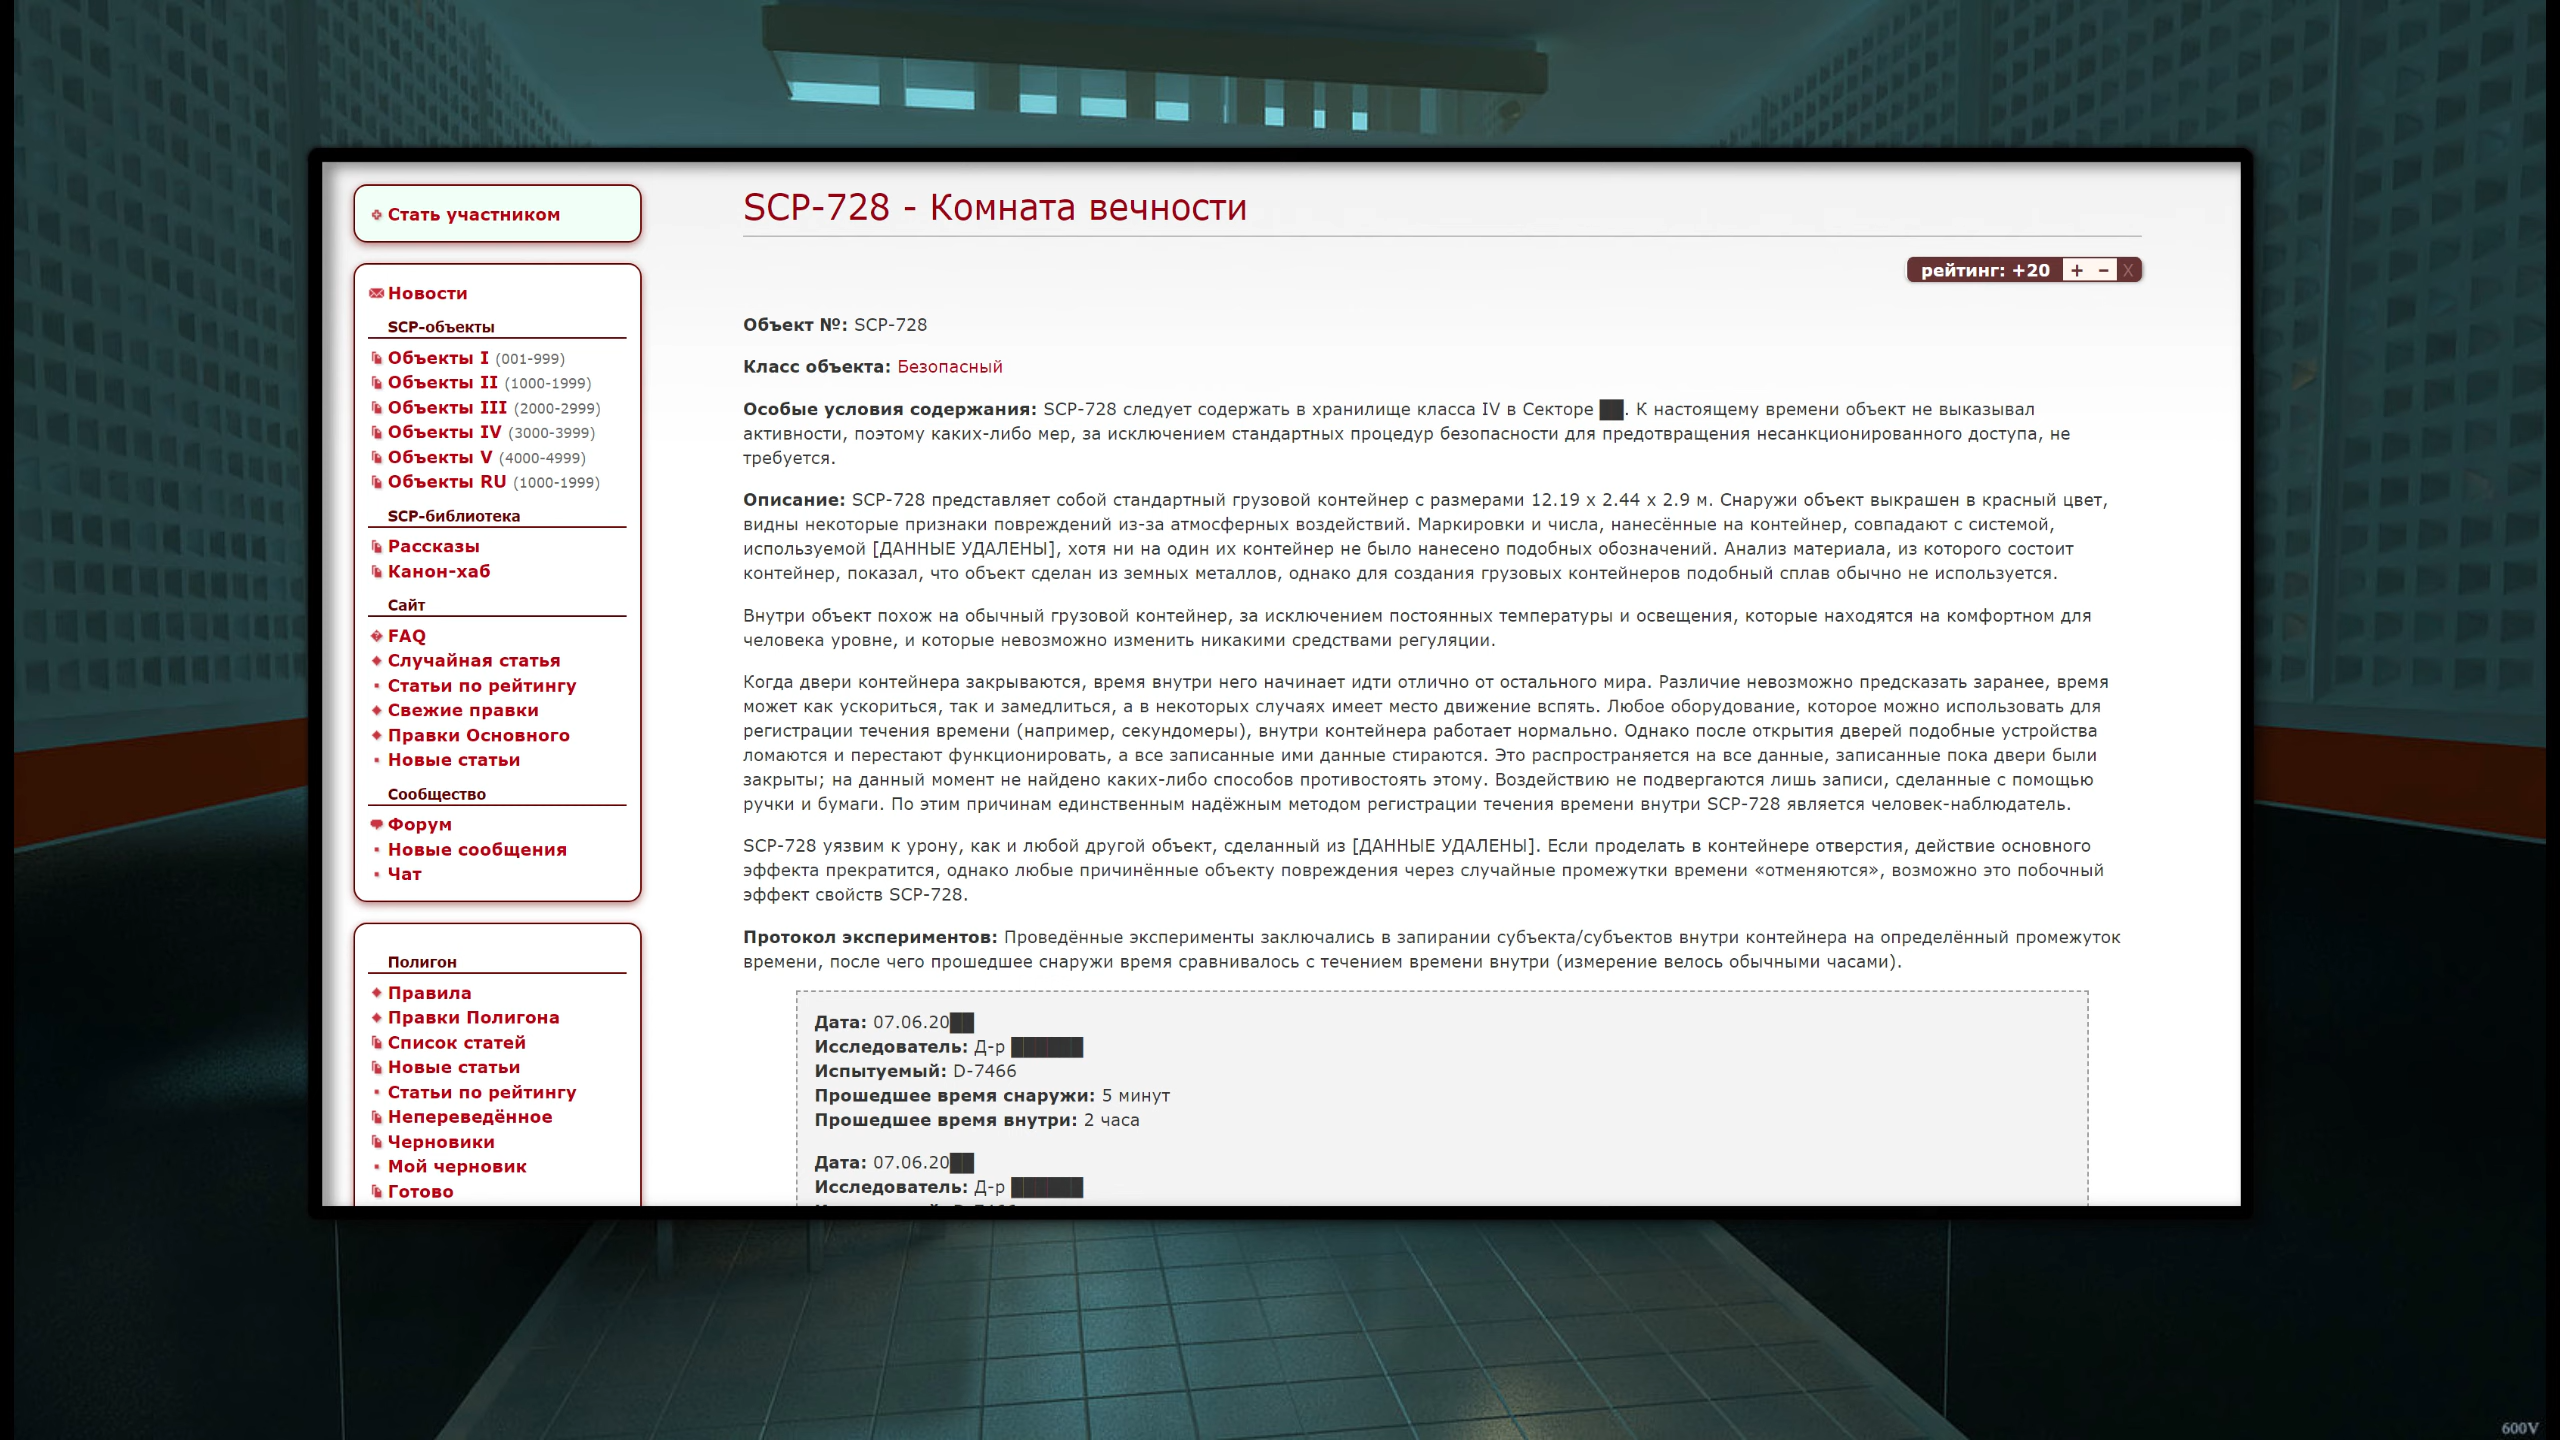 Стать участником
Новости
SCP-объекты
Объекты I (001-999)
Объекты II (1000-1999)
Объекты III (2000-2999)
Объекты IV (3000-3999)
Объекты V (4000-4999)
Объекты RU (1000-1999)
SCP-библиотека
Рассказы
Канон-хаб
Сайт
FAQ
Случайная статья
Статьи по рейтингу
Свежие правки
Правки Основного
Новые статьи
Сообщество
Форум
Новые сообщения
Чат
Полигон
Правила
Правки Полигона
Список статей
Новые статьи
Статьи по рейтингу
Непереведённое
Черновики
Мой черновик
Готово
SCP-728 - Комната вечности
рейтинг: +20 + − X
Объект №: SCP-728
Класс объекта: Безопасный
Особые условия содержания: SCP-728 следует содержать в хранилище класса IV в Секторе ██. К настоящему времени объект не выказывал
активности, поэтому каких-либо мер, за исключением стандартных процедур безопасности для предотвращения несанкционированного доступа, не
требуется.
Описание: SCP-728 представляет собой стандартный грузовой контейнер с размерами 12.19 x 2.44 x 2.9 м. Снаружи объект выкрашен в красный цвет,
видны некоторые признаки повреждений из-за атмосферных воздействий. Маркировки и числа, нанесённые на контейнер, совпадают с системой,
используемой [ДАННЫЕ УДАЛЕНЫ], хотя ни на один их контейнер не было нанесено подобных обозначений. Анализ материала, из которого состоит
контейнер, показал, что объект сделан из земных металлов, однако для создания грузовых контейнеров подобный сплав обычно не используется.
Внутри объект похож на обычный грузовой контейнер, за исключением постоянных температуры и освещения, которые находятся на комфортном для
человека уровне, и которые невозможно изменить никакими средствами регуляции.
Когда двери контейнера закрываются, время внутри него начинает идти отлично от остального мира. Различие невозможно предсказать заранее, время
может как ускориться, так и замедлиться, а в некоторых случаях имеет место движение вспять. Любое оборудование, которое можно использовать для
регистрации течения времени (например, секундомеры), внутри контейнера работает нормально. Однако после открытия дверей подобные устройства
ломаются и перестают функционировать, а все записанные ими данные стираются. Это распространяется на все данные, записанные пока двери были
закрыты; на данный момент не найдено каких-либо способов противостоять этому. Воздействию не подвергаются лишь записи, сделанные с помощью
ручки и бумаги. По этим причинам единственным надёжным методом регистрации течения времени внутри SCP-728 является человек-наблюдатель.
SCP-728 уязвим к урону, как и любой другой объект, сделанный из [ДАННЫЕ УДАЛЕНЫ]. Если проделать в контейнере отверстия, действие основного
эффекта прекратится, однако любые причинённые объекту повреждения через случайные промежутки времени «отменяются», возможно это побочный
эффект свойств SCP-728.
Протокол экспериментов: Проведённые эксперименты заключались в запирании субъекта/субъектов внутри контейнера на определённый промежуток
времени, после чего прошедшее снаружи время сравнивалось с течением времени внутри (измерение велось обычными часами).
Дата: 07.06.20██
Исследователь: Д-р ██████
Испытуемый: D-7466
Прошедшее время снаружи: 5 минут
Прошедшее время внутри: 2 часа
Дата: 07.06.20██
Исследователь: Д-р ██████
600V